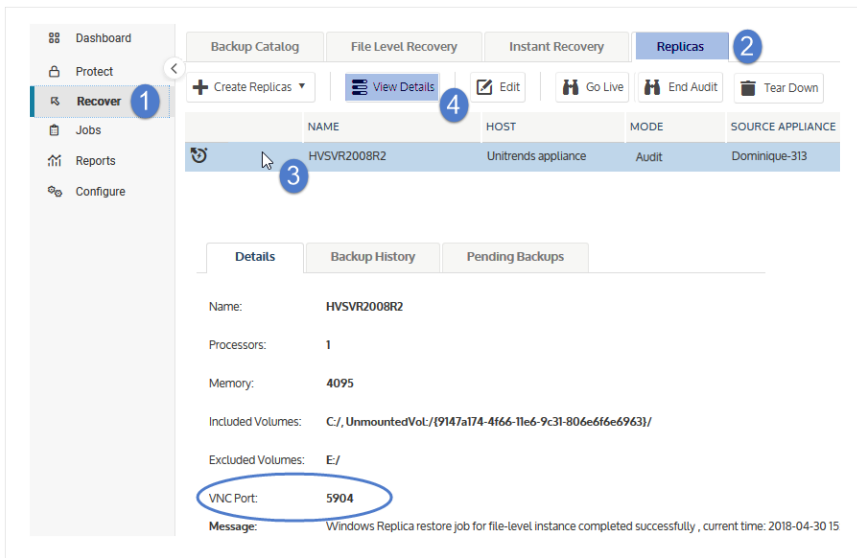 Dashboard
Protect
Recover 1
Jobs
Reports
Configure
Backup Catalog File Level Recovery Instant Recovery Replicas 2
Create Replicas View Details 4 Edit Go Live End Audit Tear Down
NAME HOST MODE SOURCE APPLIANCE
HVSVR2008R2 Unitrends appliance Audit Dominique-313
3
Details Backup History Pending Backups
Name: HVSVR2008R2
Processors: 1
Memory: 4095
Included Volumes: C:/, UnmountedVol:/{9147a174-4f66-11e6-9c31-806e6f6e6963}/
Excluded Volumes: E:/
VNC Port: 5904
Message: Windows Replica restore job for file-level instance completed successfully , current time: 2018-04-30 15